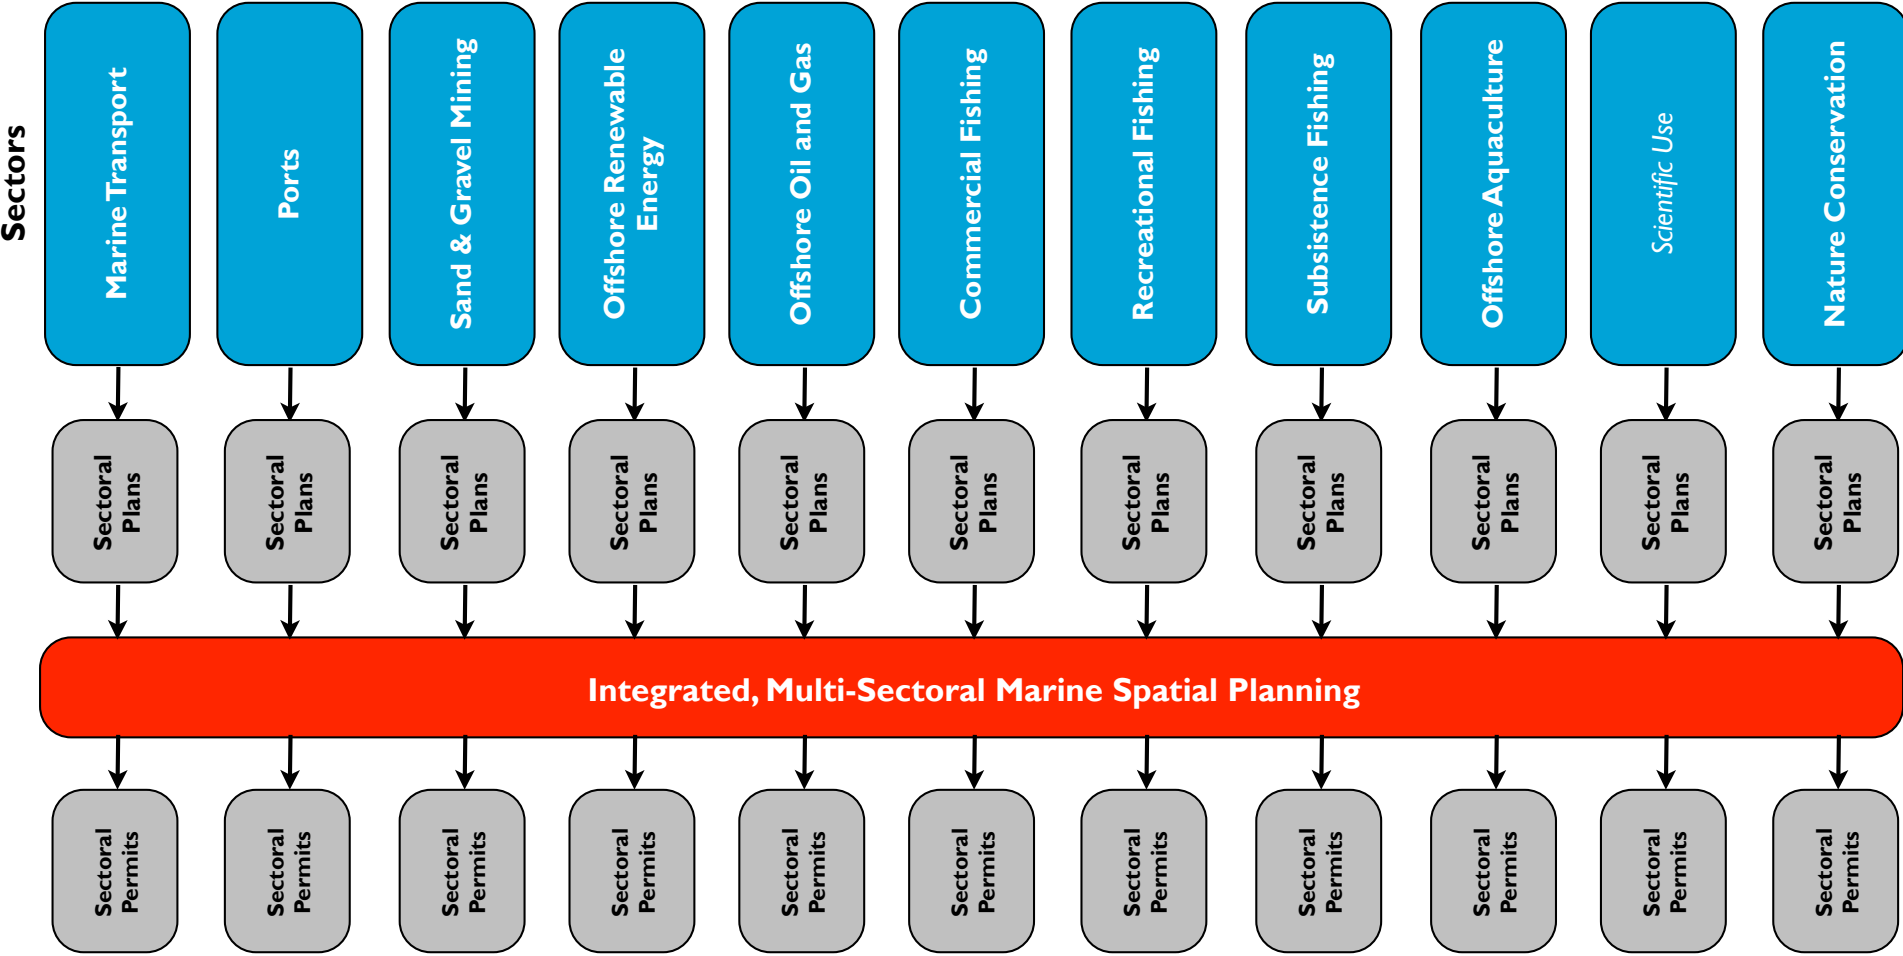 Sectors
Marine Transport
Ports
Sand & Gravel Mining
Offshore Renewable
Energy
Offshore Oil and Gas
Commercial Fishing
Recreational Fishing
Subsistence Fishing
Offshore Aquaculture
Scientific Use
Nature Conservation
Sectoral
Plans
Sectoral
Plans
Sectoral
Plans
Sectoral
Plans
Sectoral
Plans
Sectoral
Plans
Sectoral
Plans
Sectoral
Plans
Sectoral
Plans
Sectoral
Plans
Sectoral
Plans
Integrated, Multi-Sectoral Marine Spatial Planning
Sectoral
Permits
Sectoral
Permits
Sectoral
Permits
Sectoral
Permits
Sectoral
Permits
Sectoral
Permits
Sectoral
Permits
Sectoral
Permits
Sectoral
Permits
Sectoral
Permits
Sectoral
Permits